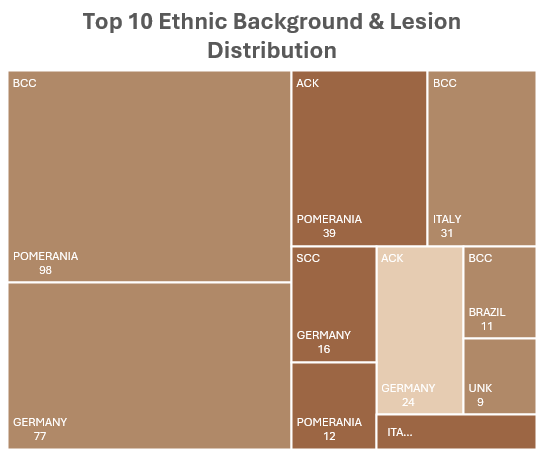 Top 10 Ethnic Background & Lesion
Distribution
BCC
POMERANIA
98
GERMANY
77
ACK
POMERANIA
39
BCC
ITALY
31
SCC
GERMANY
16
POMERANIA
12
ACK
GERMANY
24
BCC
BRAZIL
11
UNK
9
ITA...